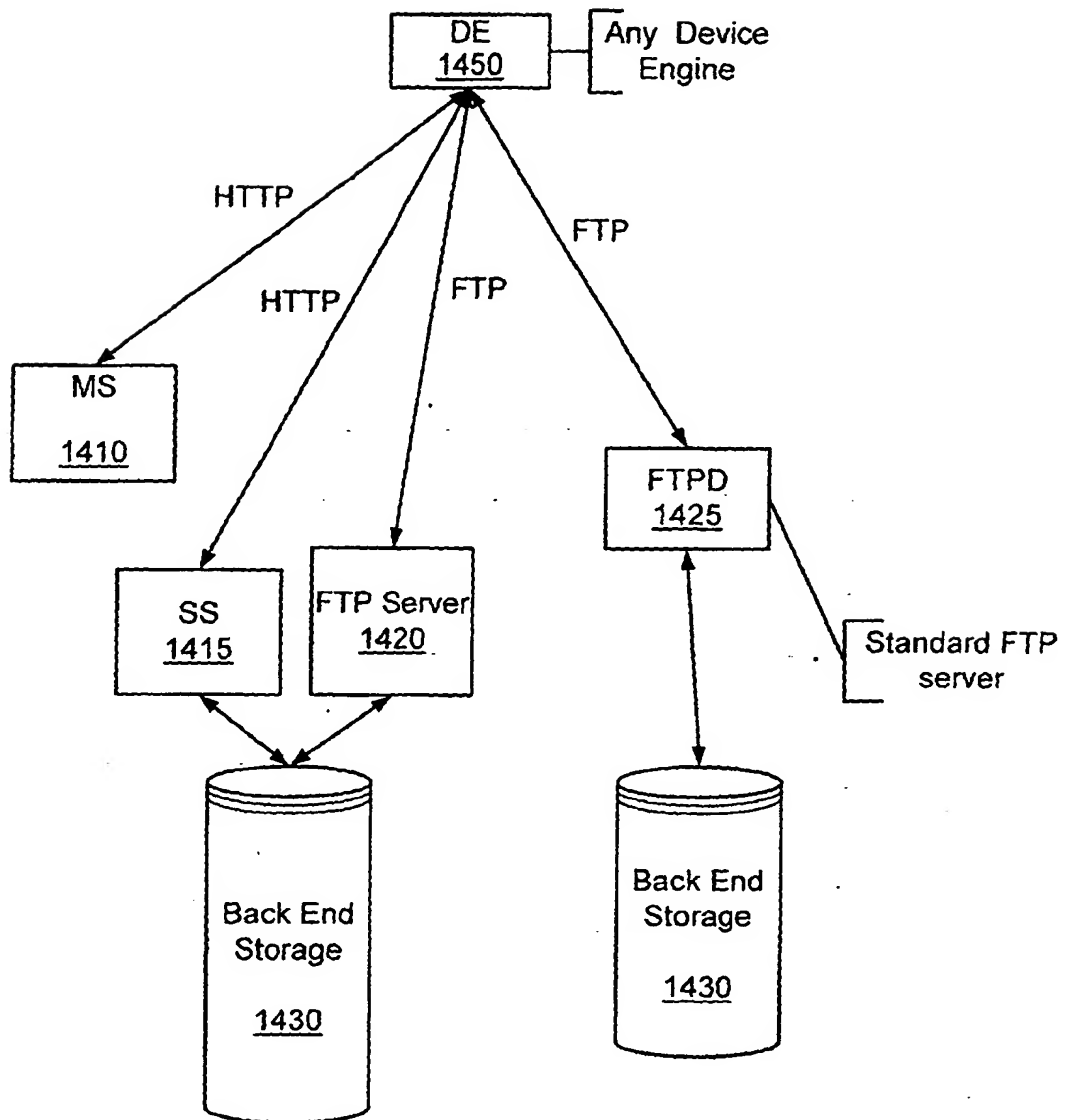 DE
1450
Any Device
Engine
HTTP
FTP
HTTP
FTP
MS
1410
FTPD
1425
SS
1415
FTP Server
1420
Standard FTP
server
Back End
Storage
1430
Back End
Storage
1430